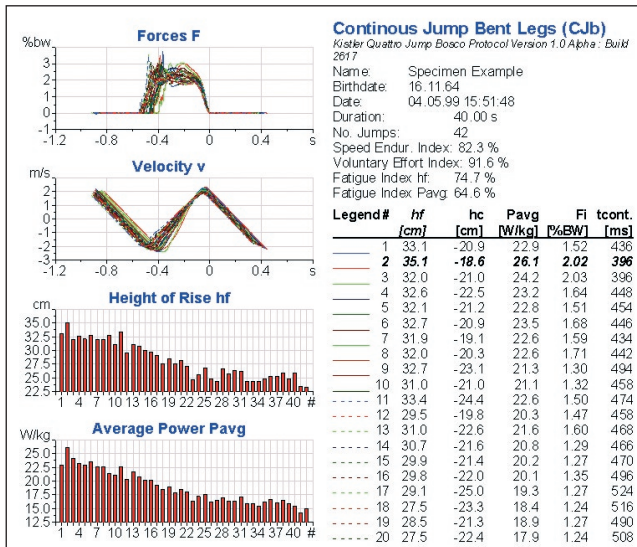 Forces F
%bw
3
2
1
0
-1
-1.2 -0.8 -0.4 0 0.4 s
Velocity v
m/s
2
1
0
-1
-2
-3
-1.2 -0.8 -0.4 0 0.4 s
Height of Rise hf
cm
35.0
32.5
30.0
27.5
25.0
22.5
1 4 7 10 13 16 19 22 25 28 31 34 37 40 #
Average Power Pavg
W/kg
25.0
22.5
20.0
17.5
15.0
12.5
1 4 7 10 13 16 19 22 25 28 31 34 37 40 #
Continous Jump Bent Legs (CJb)
Kistler Quattro Jump Bosco Protocol Version 1.0 Alpha : Build
2617
Name: Specimen Example
Birthdate: 16.11.64
Date: 04.05.99 15:51:48
Duration: 40.00 s
No. Jumps: 42
Speed Endur. Index: 82.3 %
Voluntary Effort Index: 91.6 %
Fatigue Index hf: 74.7 %
Fatigue Index Pavg: 64.6 %
Legend # hf hc Pavg Fi tcont.
[cm] [cm] [W/kg] [%BW] [ms]
1 33.1 -20.9 22.9 1.52 436
2 35.1 -18.6 26.1 2.02 396
3 32.0 -21.0 24.2 2.03 396
4 32.6 -22.5 23.2 1.64 448
5 32.1 -21.2 22.8 1.51 454
6 32.7 -20.9 23.5 1.68 446
7 31.9 -19.1 22.6 1.59 434
8 32.0 -20.3 22.6 1.71 442
9 32.7 -23.1 21.3 1.30 494
10 31.0 -21.0 21.1 1.32 458
11 33.4 -24.4 22.6 1.50 474
12 29.5 -19.8 20.3 1.47 458
13 31.0 -22.6 21.6 1.60 468
14 30.7 -21.6 20.8 1.29 466
15 29.9 -21.4 20.2 1.27 470
16 29.8 -22.0 20.1 1.35 496
17 29.1 -25.0 19.3 1.27 524
18 27.5 -23.3 18.4 1.24 516
19 28.5 -21.3 18.9 1.27 490
20 27.5 -22.4 17.9 1.24 508